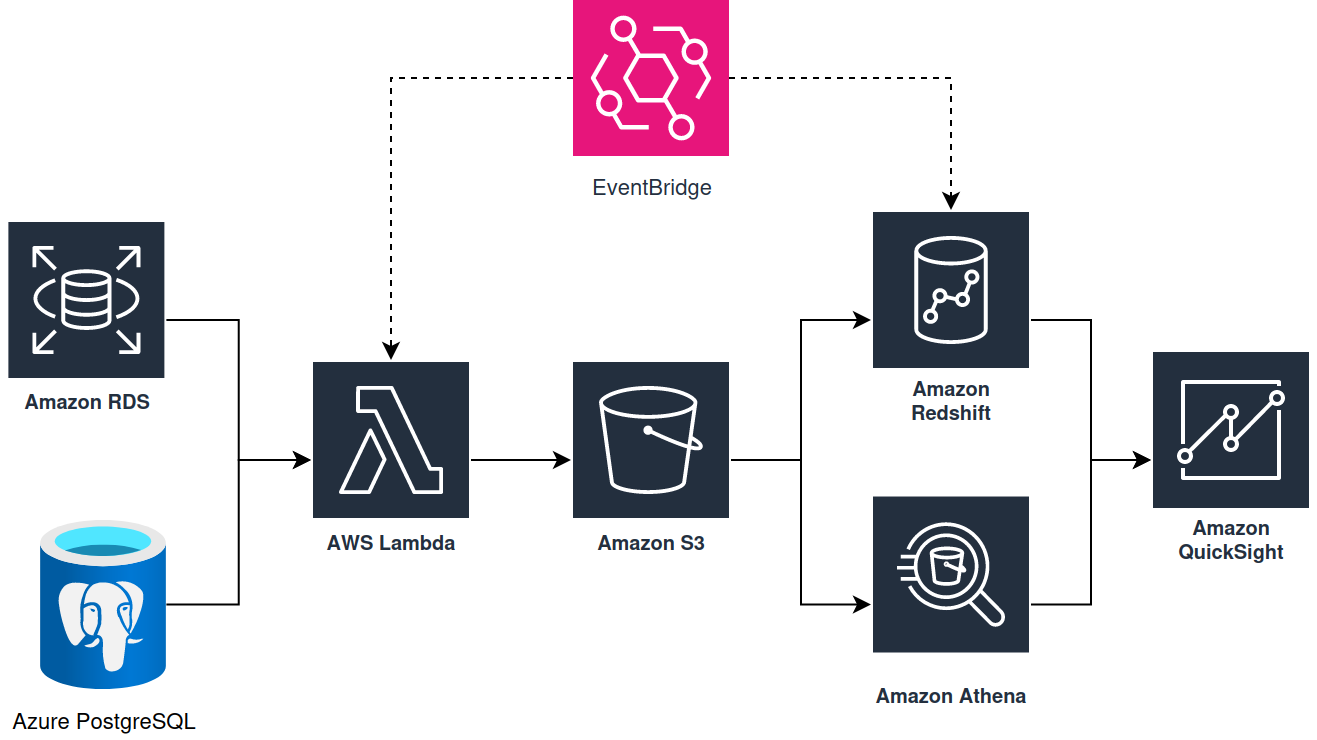 EventBridge
Amazon RDS
Amazon
Redshift
AWS Lambda
Amazon S3
Amazon
QuickSight
Amazon Athena
Azure PostgreSQL